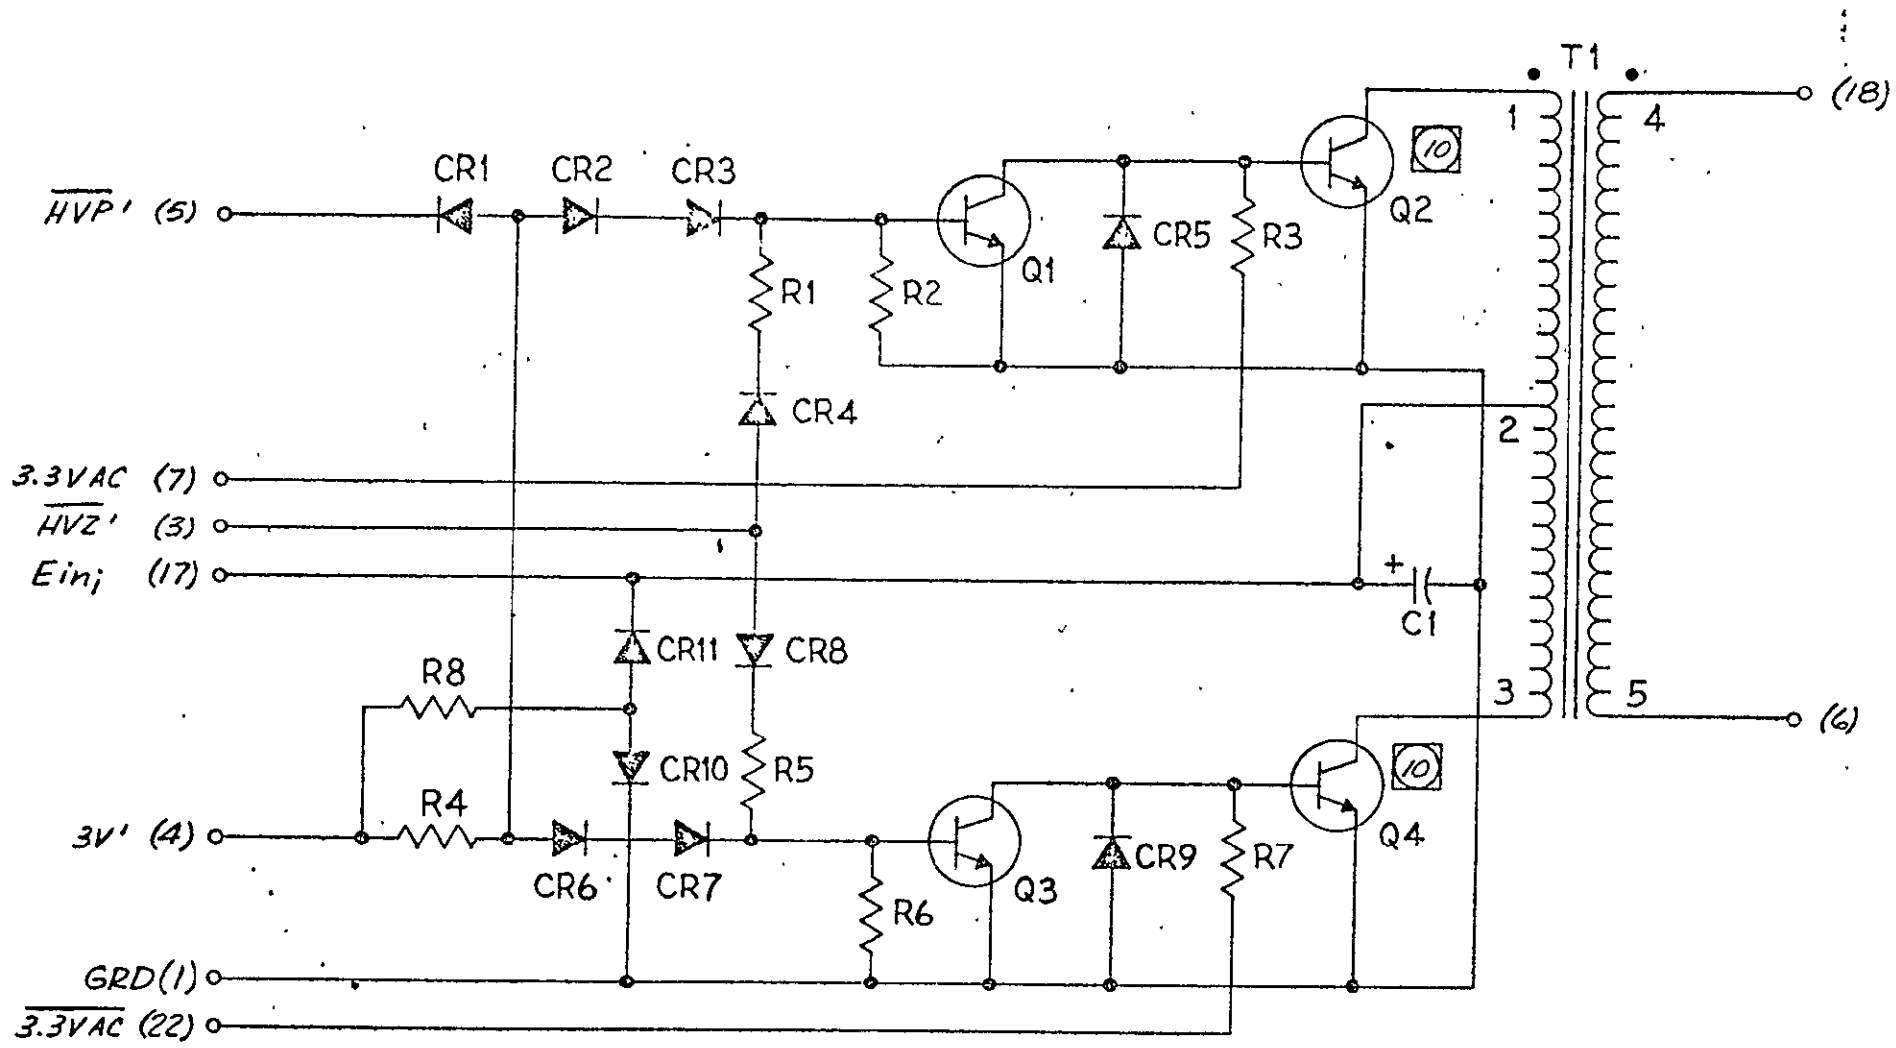 T1
(18)
1
4
10
CR1
CR2
CR3
HVP' (5)
Q2
CR5
R3
Q1
R1
R2
CR4
2
3.3VAC (7)
HVZ' (3)
Ein; (17)
+
C1
CR11
CR8
R8
3
5
(6)
CR10
R5
10
R4
3V' (4)
Q4
CR9
R7
CR6
CR7
Q3
R6
GRD (1)
3.3VAC (22)